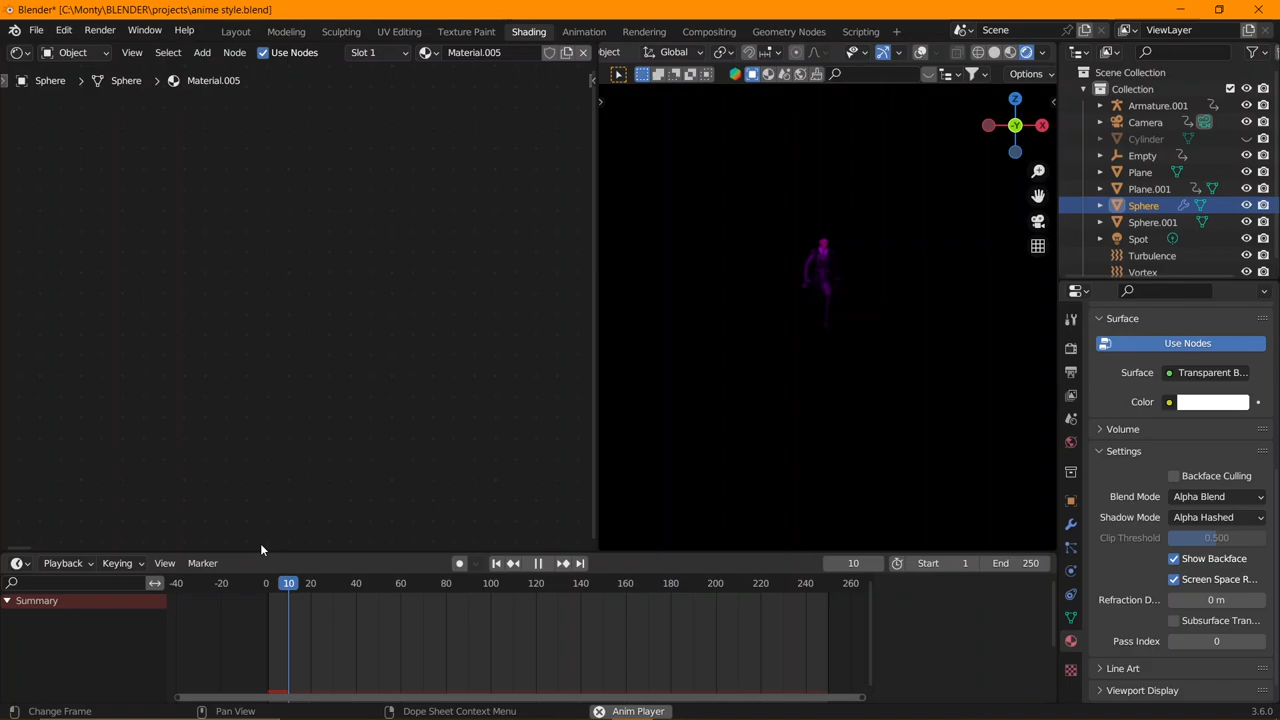 Blender* [C:\Monty\BLENDER\projects\anime style.blend]
File Edit Render Window Help Layout Modeling Sculpting UV Editing Texture Paint Shading Animation Rendering Compositing Geometry Nodes Scripting + Scene ViewLayer
Object View Select Add Node Use Nodes Slot 1 Material.005 bject Global
Options
Sphere > Sphere > Material.005
Scene Collection
Collection
Armature.001
Camera
Cylinder
Empty
Plane
Plane.001
Sphere
Sphere.001
Spot
Turbulence
Vortex
Z
-Y
X
Surface
Use Nodes
Surface Transparent B...
Color
Volume
Settings
Backface Culling
Blend Mode Alpha Blend
Shadow Mode Alpha Hashed
Clip Threshold 0.500
Show Backface
Screen Space R...
Refraction D... 0 m
Subsurface Tran...
Pass Index 0
Line Art
Viewport Display
Playback Keying View Marker 10 Start 1 End 250
-40 -20 0 10 20 40 60 80 100 120 140 160 180 200 220 240 260
Summary
Change Frame Pan View Dope Sheet Context Menu Anim Player 3.6.0